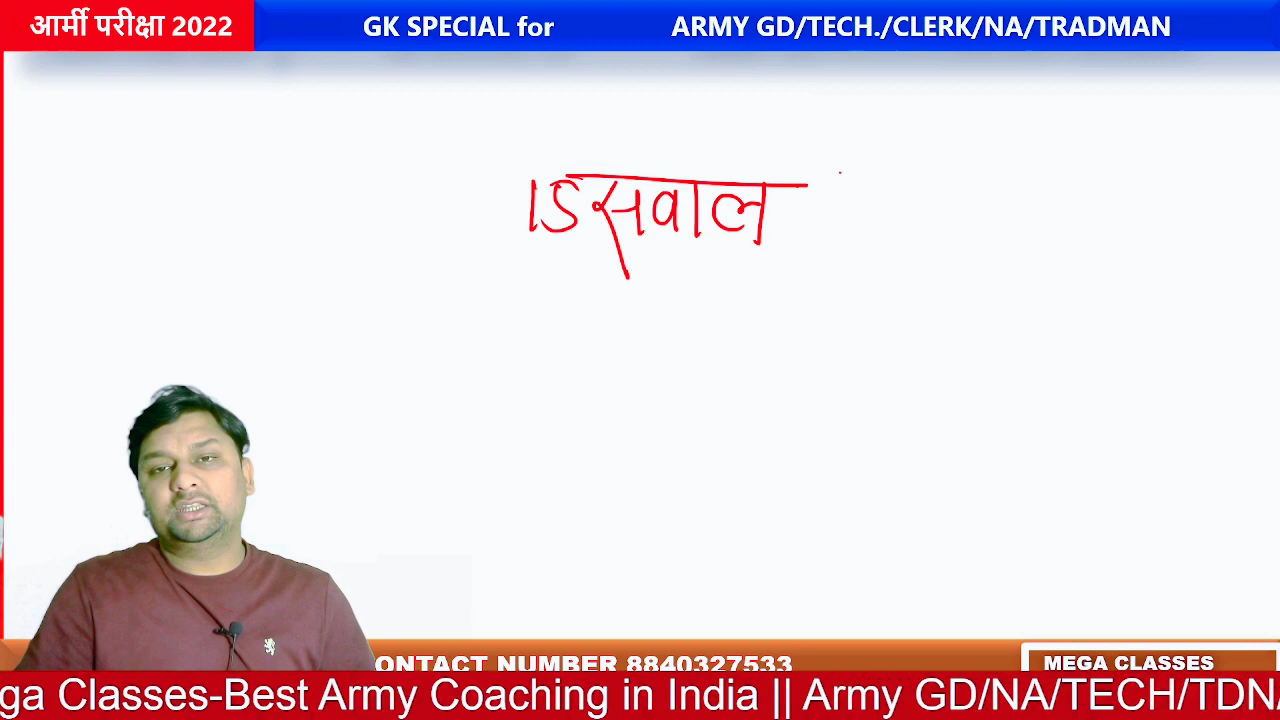 आर्मी परीक्षा 2022 GK SPECIAL for ARMY GD/TECH./CLERK/NA/TRADMAN
15 सवाल
ONTACT NUMBER 8840327533 MEGA CLASSES
ga Classes-Best Army Coaching in India || Army GD/NA/TECH/TDN